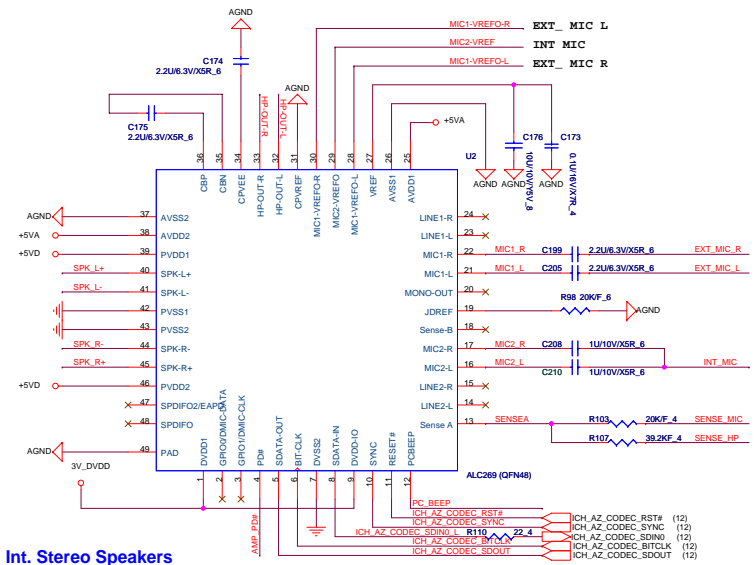 AGND
MIC1-VREFO-R EXT_ MIC L
MIC2-VREF INT MIC
MIC1-VREFO-L EXT_ MIC R
C174
2.2U/6.3V/X5R_6
HP-OUT-R
HP-OUT-L
AGND
C175
2.2U/6.3V/X5R_6
+5VA
U2
C176
10U/10V/Y5V_8
C173
0.1U/16V/X7R_4
AGND AGND AGND
36 35 34 33 32 31 30 29 28 27 26 25
CBP
CBN
CPVEE
HP-OUT-R
HP-OUT-L
CPVREF
MIC1-VREFO-R
MIC2-VREFO
MIC1-VREFO-L
VREF
AVSS1
AVDD1
AGND 37 AVSS2
+5VA 38 AVDD2
+5VD 39 PVDD1
SPK_L+ 40 SPK-L+
SPK_L- 41 SPK-L-
42 PVSS1
43 PVSS2
SPK_R- 44 SPK-R-
SPK_R+ 45 SPK-R+
+5VD 46 PVDD2
47 SPDIFO2/EAPD
48 SPDIFO
AGND 49 PAD
LINE1-R 24
LINE1-L 23
MIC1-R 22 MIC1_R C199 2.2U/6.3V/X5R_6 EXT_MIC_R
MIC1-L 21 MIC1_L C205 2.2U/6.3V/X5R_6 EXT_MIC_L
MONO-OUT 20
JDREF 19 R98 20K/F_6 AGND
Sense-B 18
MIC2-R 17 MIC2_R C208 1U/10V/X5R_6
MIC2-L 16 MIC2_L C210 1U/10V/X5R_6 INT_MIC
LINE2-R 15
LINE2-L 14
Sense A 13 SENSEA R103 20K/F_4 SENSE_MIC
R107 39.2KF_4 SENSE_HP
DVDD1
GPIO0/DMIC-DATA
GPIO1/DMIC-CLK
PD#
SDATA-OUT
BIT-CLK
DVSS2
SDATA-IN
DVDD-IO
SYNC
RESET#
PCBEEP
1 2 3 4 5 6 7 8 9 10 11 12
3V_DVDD
ALC269 (QFN48)
AMP_PD#
PC_BEEP
ICH_AZ_CODEC_RST# ICH_AZ_CODEC_RST# (12)
ICH_AZ_CODEC_SYNC ICH_AZ_CODEC_SYNC (12)
ICH_AZ_CODEC_SDIN0_L R110 22_4 ICH_AZ_CODEC_SDIN0 (12)
ICH_AZ_CODEC_BITCLK ICH_AZ_CODEC_BITCLK (12)
ICH_AZ_CODEC_SDOUT ICH_AZ_CODEC_SDOUT (12)
Int. Stereo Speakers